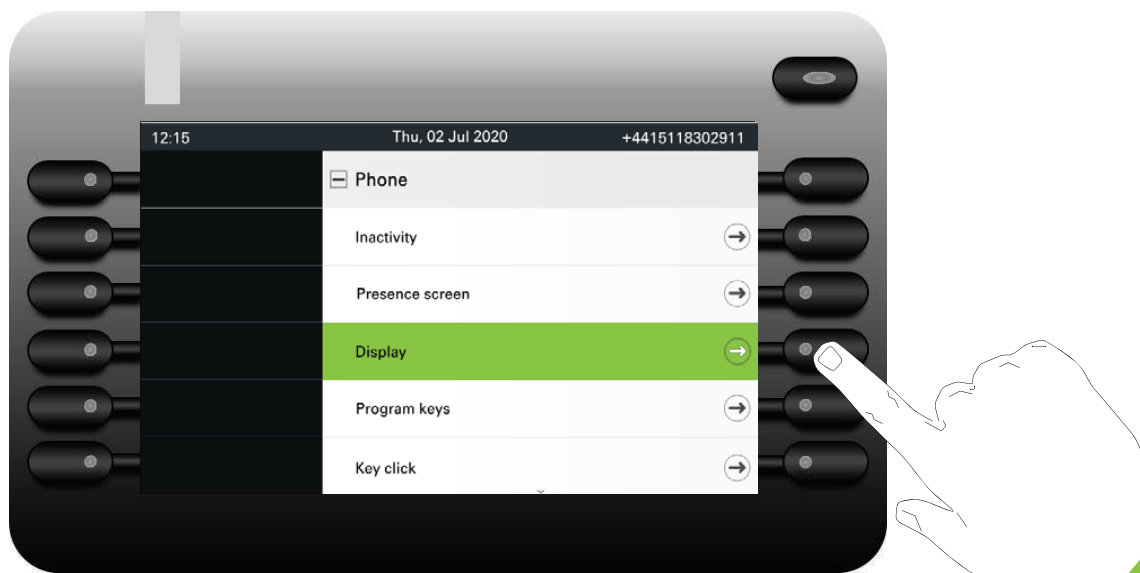 12:15 Thu, 02 Jul 2020 +4415118302911
Phone
Inactivity
Presence screen
Display
Program keys
Key click